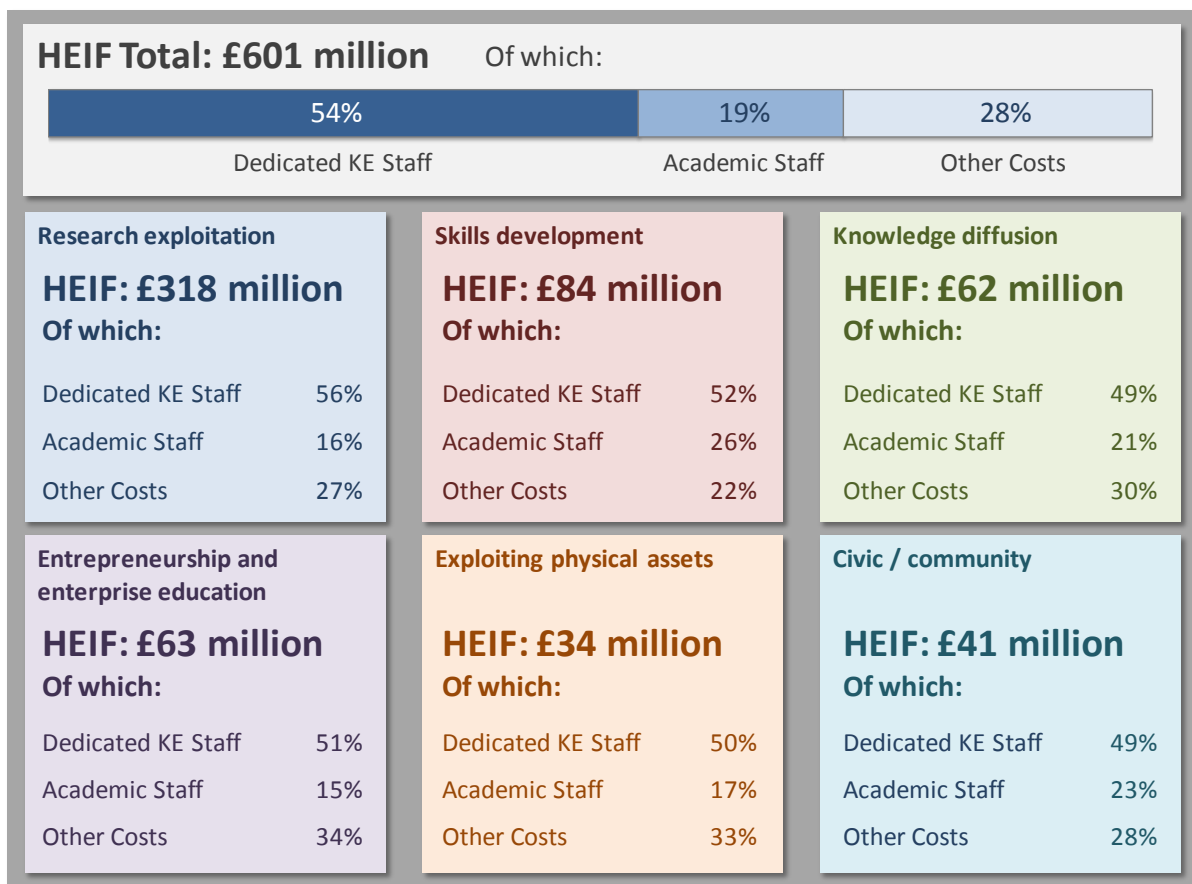 HEIF Total: £601 million Of which:
54% 19% 28%
Dedicated KE Staff Academic Staff Other Costs
Research exploitation
HEIF: £318 million
Of which:
Dedicated KE Staff 56%
Academic Staff 16%
Other Costs 27%
Skills development
HEIF: £84 million
Of which:
Dedicated KE Staff 52%
Academic Staff 26%
Other Costs 22%
Knowledge diffusion
HEIF: £62 million
Of which:
Dedicated KE Staff 49%
Academic Staff 21%
Other Costs 30%
Entrepreneurship and
enterprise education
HEIF: £63 million
Of which:
Dedicated KE Staff 51%
Academic Staff 15%
Other Costs 34%
Exploiting physical assets
HEIF: £34 million
Of which:
Dedicated KE Staff 50%
Academic Staff 17%
Other Costs 33%
Civic / community
HEIF: £41 million
Of which:
Dedicated KE Staff 49%
Academic Staff 23%
Other Costs 28%